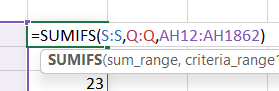 =SUMIFS(S:S,Q:Q,AH12:AH1862)
SUMIFS(sum_range, criteria_range
23